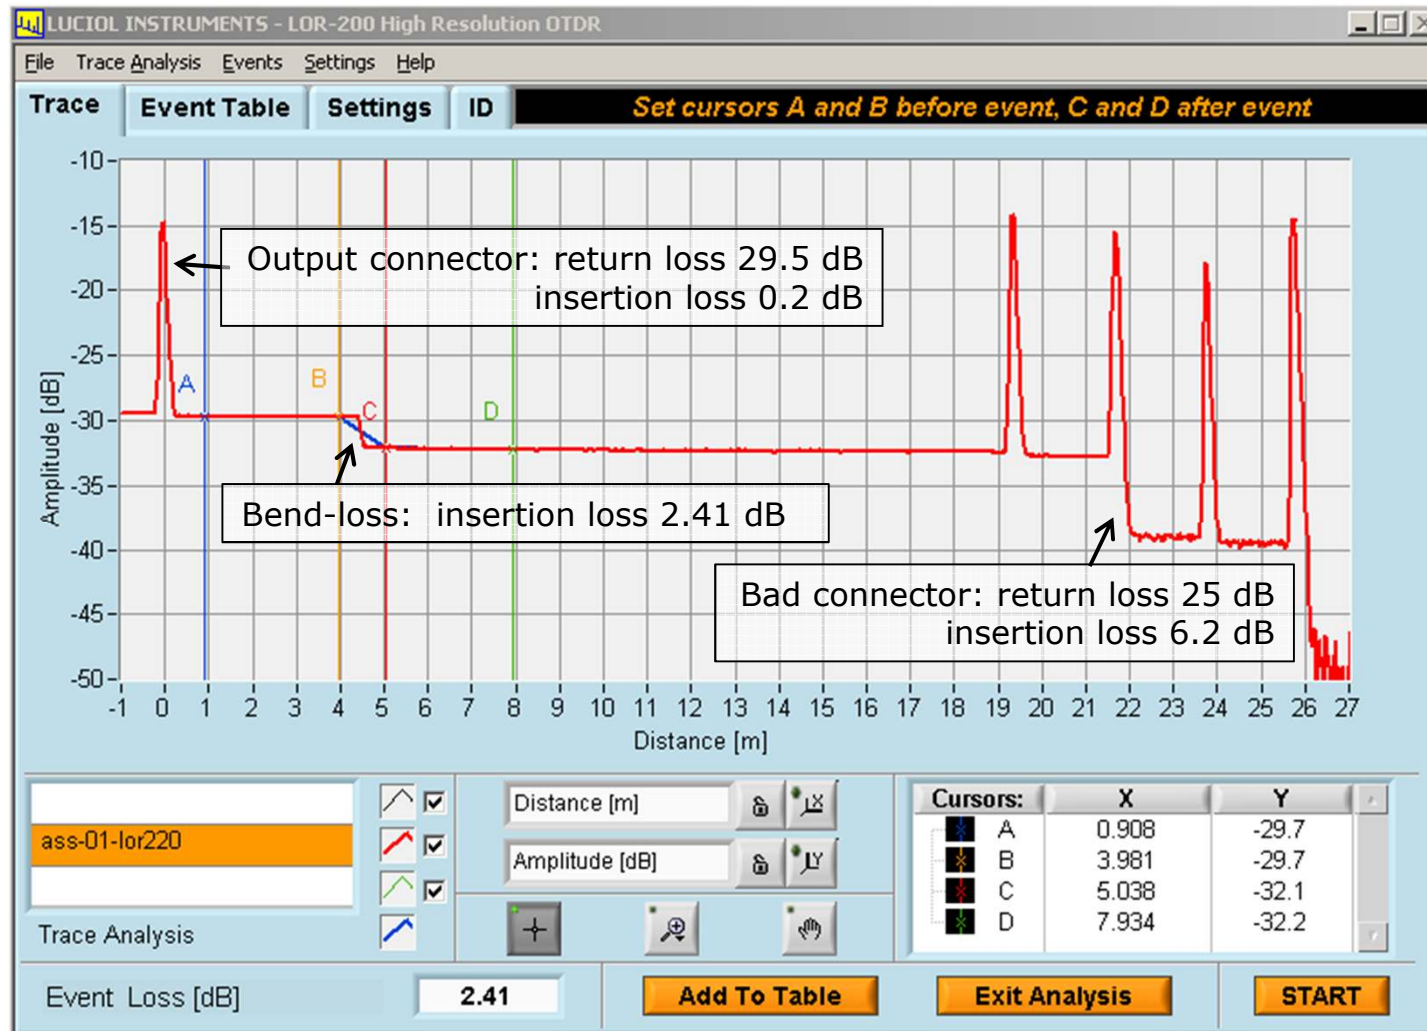 LUCIOL INSTRUMENTS - LOR-200 High Resolution OTDR
File Trace Analysis Events Settings Help
Trace Event Table Settings ID Set cursors A and B before event, C and D after event
-10
-15
-20
-25
-30
-35
-40
-45
-50
Amplitude [dB]
Output connector: return loss 29.5 dB
insertion loss 0.2 dB
A
B
C
D
Bend-loss: insertion loss 2.41 dB
Bad connector: return loss 25 dB
insertion loss 6.2 dB
-1 0 1 2 3 4 5 6 7 8 9 10 11 12 13 14 15 16 17 18 19 20 21 22 23 24 25 26 27
Distance [m]
ass-01-lor220
Trace Analysis
Distance [m]
Amplitude [dB]
X
Y
Cursors: X Y
A 0.908 -29.7
B 3.981 -29.7
C 5.038 -32.1
D 7.934 -32.2
Event Loss [dB] 2.41 Add To Table Exit Analysis START